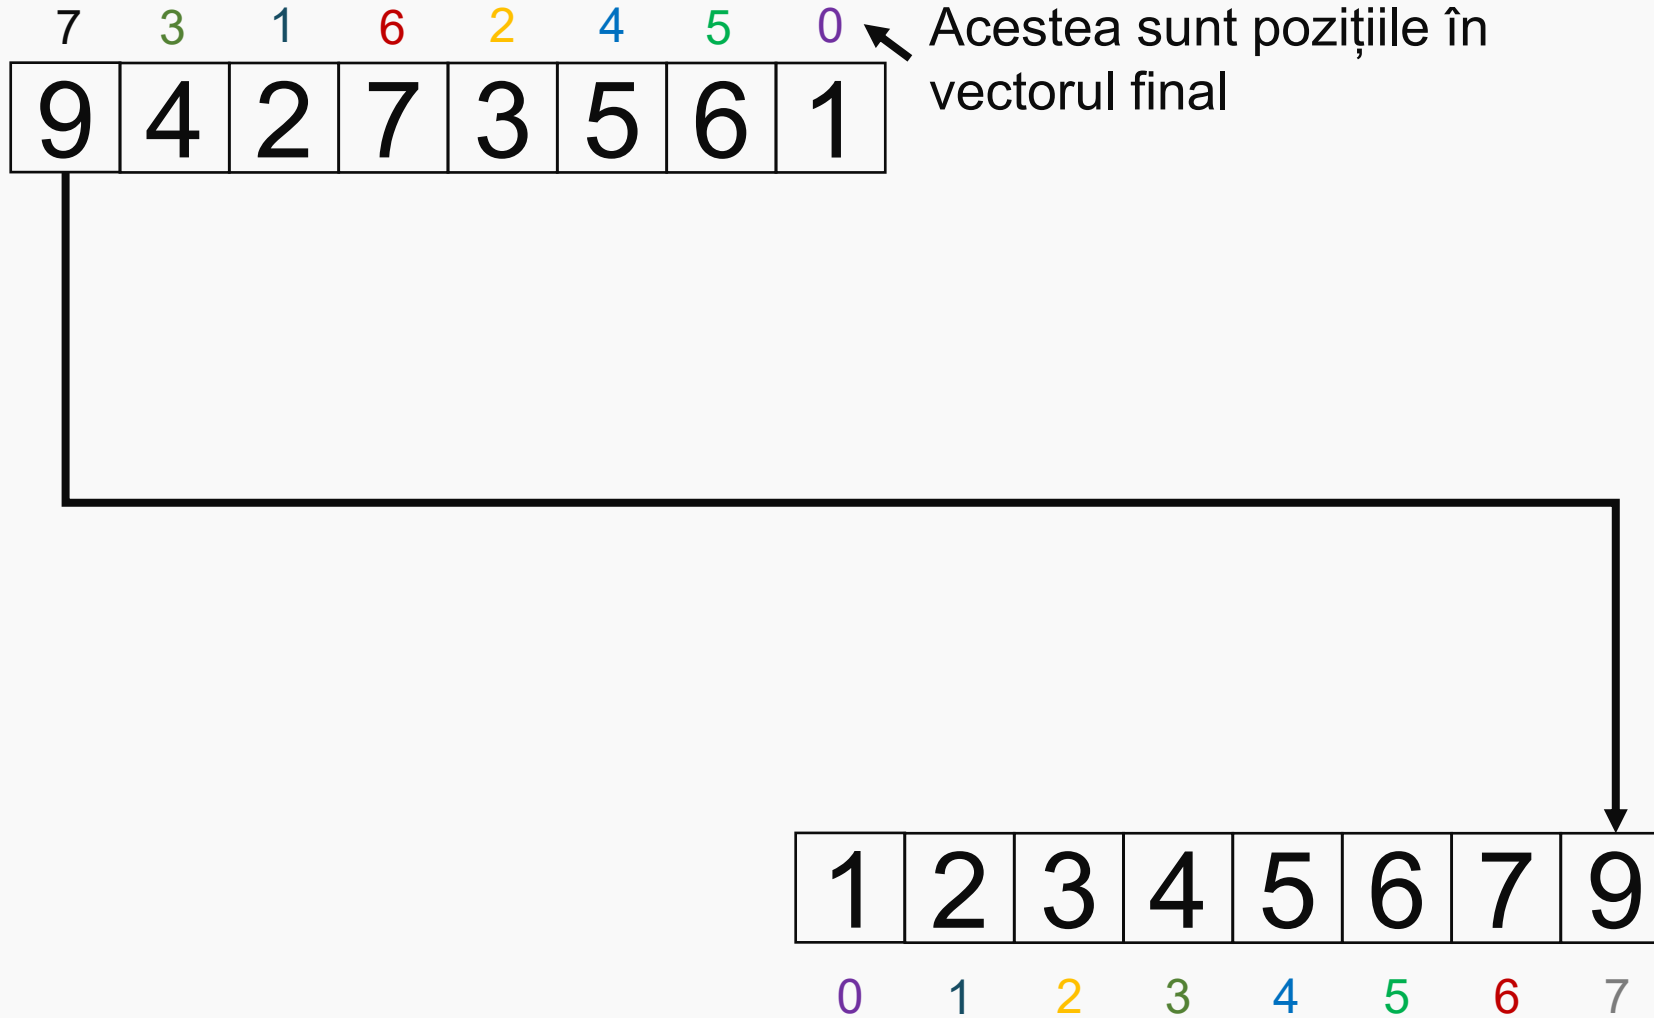 7 3 1 6 2 4 5 0
Acestea sunt pozițiile în
vectorul final
9 4 2 7 3 5 6 1
1 2 3 4 5 6 7 9
0 1 2 3 4 5 6 7